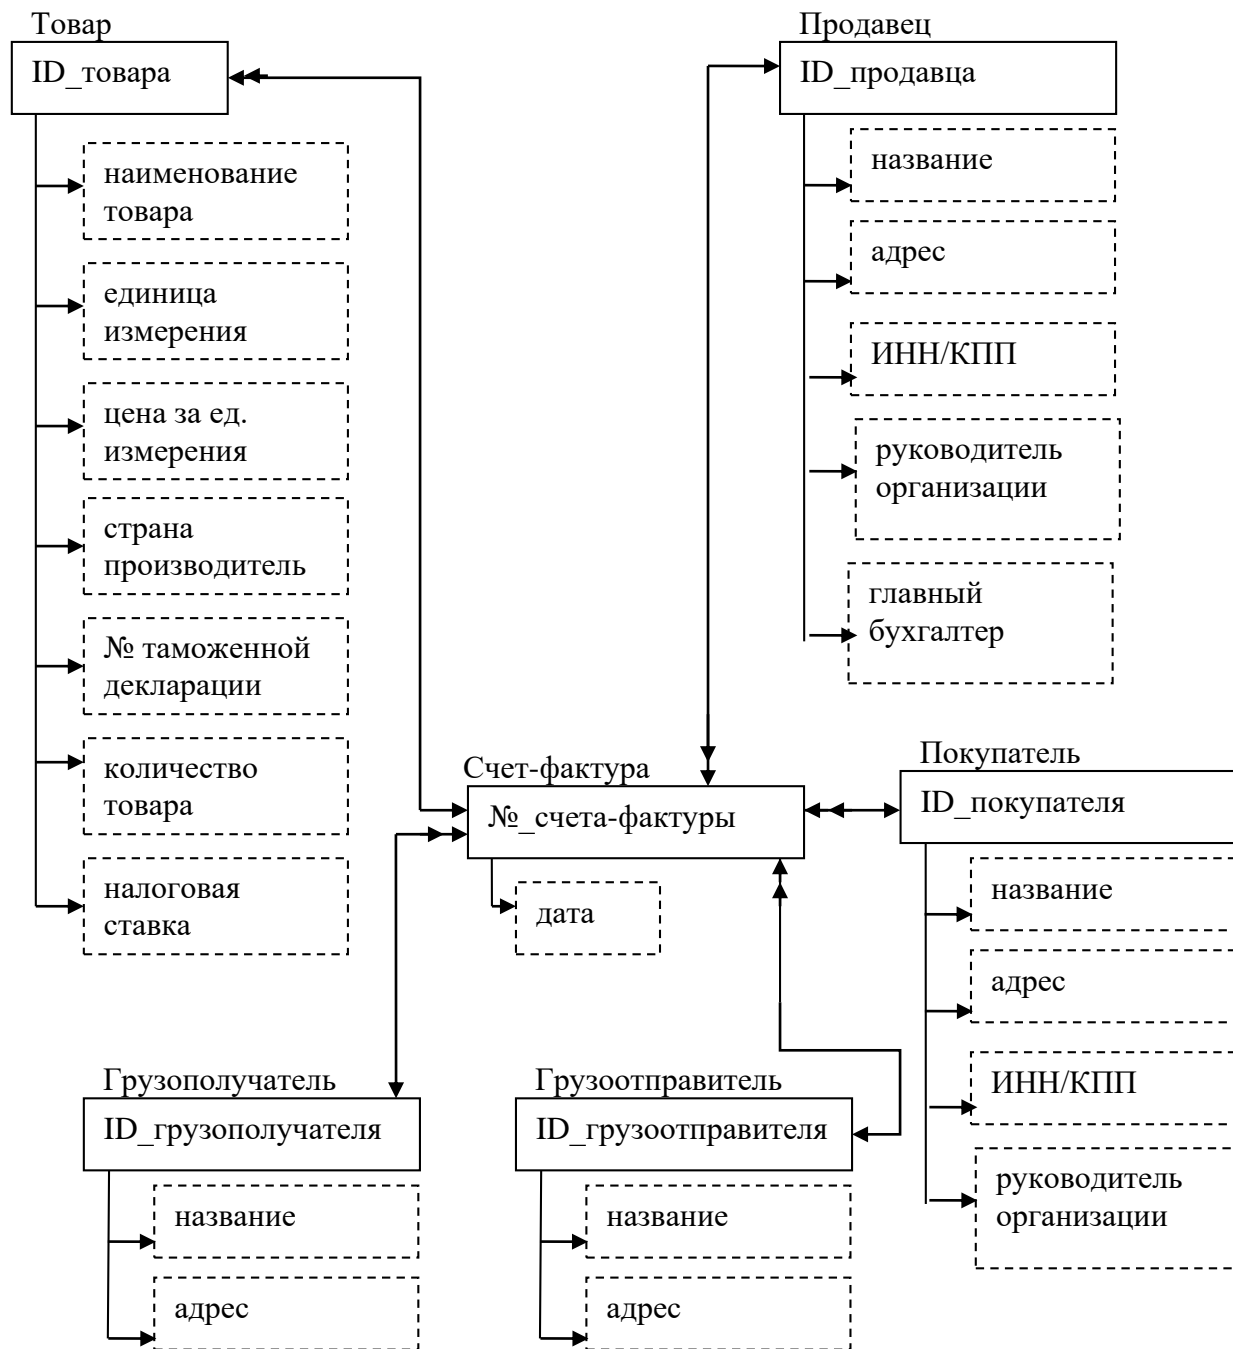 Товар
ID_товара
наименование
товара
единица
измерения
цена за ед.
измерения
страна
производитель
№ таможенной
декларации
количество
товара
налоговая
ставка
Продавец
ID_продавца
название
адрес
ИНН/КПП
руководитель
организации
главный
бухгалтер
Счет-фактура
№_счета-фактуры
дата
Покупатель
ID_покупателя
название
адрес
ИНН/КПП
руководитель
организации
Грузополучатель
ID_грузополучателя
название
адрес
Грузоотправитель
ID_грузоотправителя
название
адрес